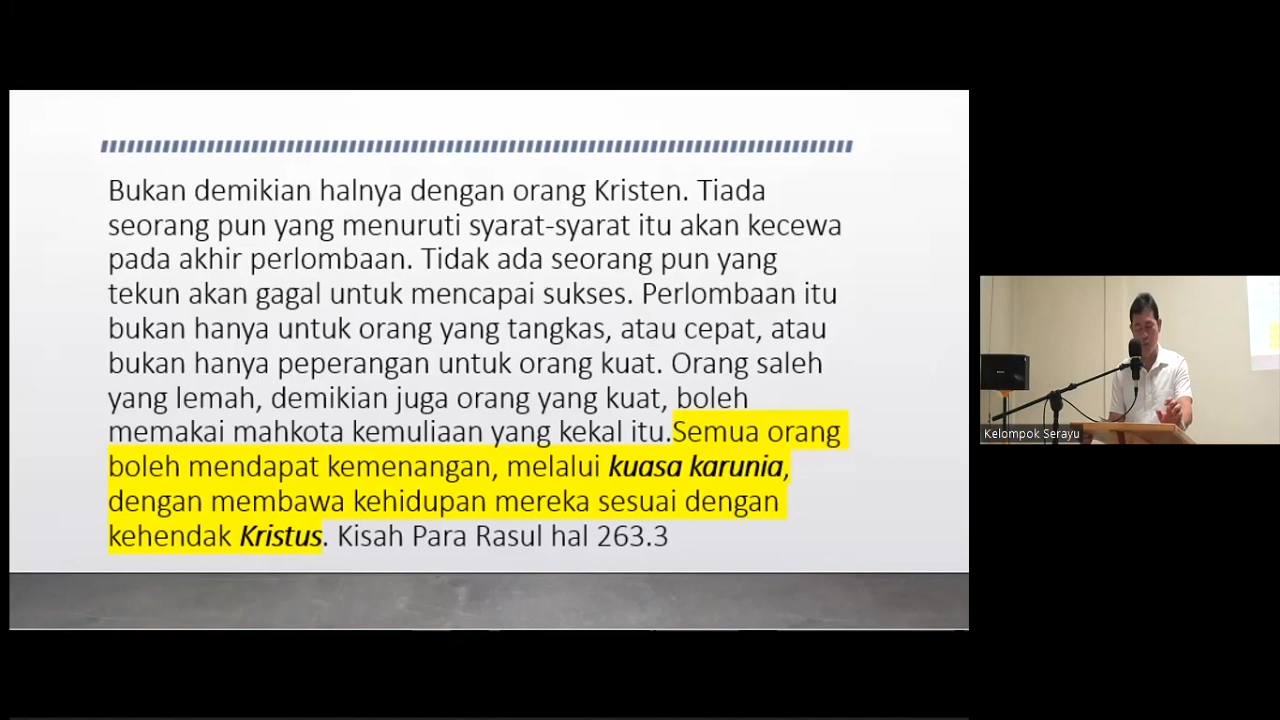 Bukan demikian halnya dengan orang Kristen. Tiada
seorang pun yang menuruti syarat-syarat itu akan kecewa
pada akhir perlombaan. Tidak ada seorang pun yang
tekun akan gagal untuk mencapai sukses. Perlombaan itu
bukan hanya untuk orang yang tangkas, atau cepat, atau
bukan hanya peperangan untuk orang kuat. Orang saleh
yang lemah, demikian juga orang yang kuat, boleh
memakai mahkota kemuliaan yang kekal itu.Semua orang
boleh mendapat kemenangan, melalui kuasa karunia,
dengan membawa kehidupan mereka sesuai dengan
kehendak Kristus. Kisah Para Rasul hal 263.3
Kelompok Serayu